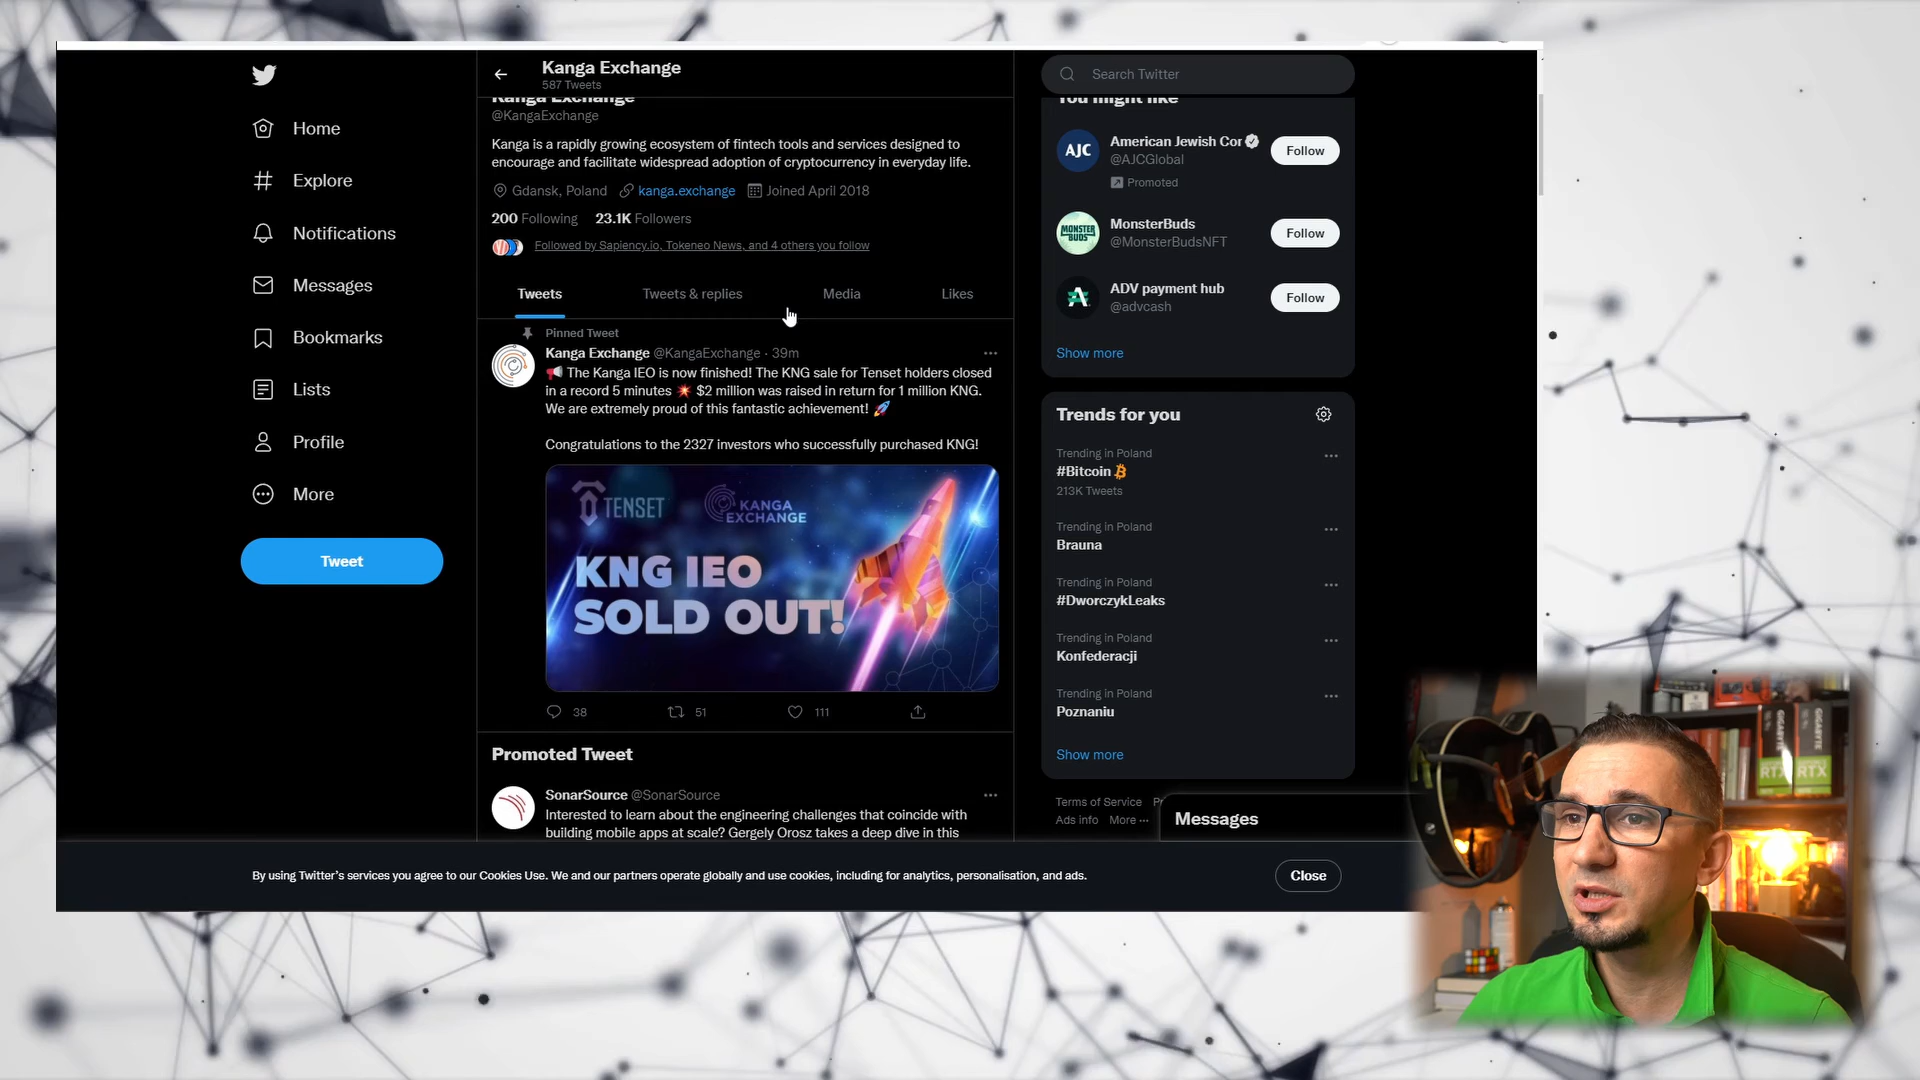 Kanga Exchange
587 Tweets
Kanga Exchange
@KangaExchange
Kanga is a rapidly growing ecosystem of fintech tools and services designed to
encourage and facilitate widespread adoption of cryptocurrency in everyday life.
Gdansk, Poland kanga.exchange Joined April 2018
200 Following 23.1K Followers
Followed by Sapiency.io, Tokeneo News, and 4 others you follow
Tweets Tweets & replies Media Likes
Pinned Tweet
Kanga Exchange @KangaExchange · 39m
The Kanga IEO is now finished! The KNG sale for Tenset holders closed
in a record 5 minutes $2 million was raised in return for 1 million KNG.
We are extremely proud of this fantastic achievement!
Congratulations to the 2327 investors who successfully purchased KNG!
TENSET
KANGA
EXCHANGE
KNG IEO
SOLD OUT!
38 51 111
Promoted Tweet
SonarSource @SonarSource
Interested to learn about the engineering challenges that coincide with
building mobile apps at scale? Gergely Orosz takes a deep dive in this
Home
Explore
Notifications
Messages
Bookmarks
Lists
Profile
More
Tweet
Search Twitter
You might like
AJC
American Jewish Cor
@AJCGlobal
Promoted
Follow
MONSTER
BUDS
MonsterBuds
@MonsterBudsNFT
Follow
ADV payment hub
@advcash
Follow
Show more
Trends for you
Trending in Poland
#Bitcoin
213K Tweets
Trending in Poland
Brauna
Trending in Poland
#DworczykLeaks
Trending in Poland
Konfederacji
Trending in Poland
Poznaniu
Show more
Terms of Service
Ads info More
Messages
By using Twitter's services you agree to our Cookies Use. We and our partners operate globally and use cookies, including for analytics, personalisation, and ads.
Close
GIGABYTE
GIGABYTE
RTX
RTX